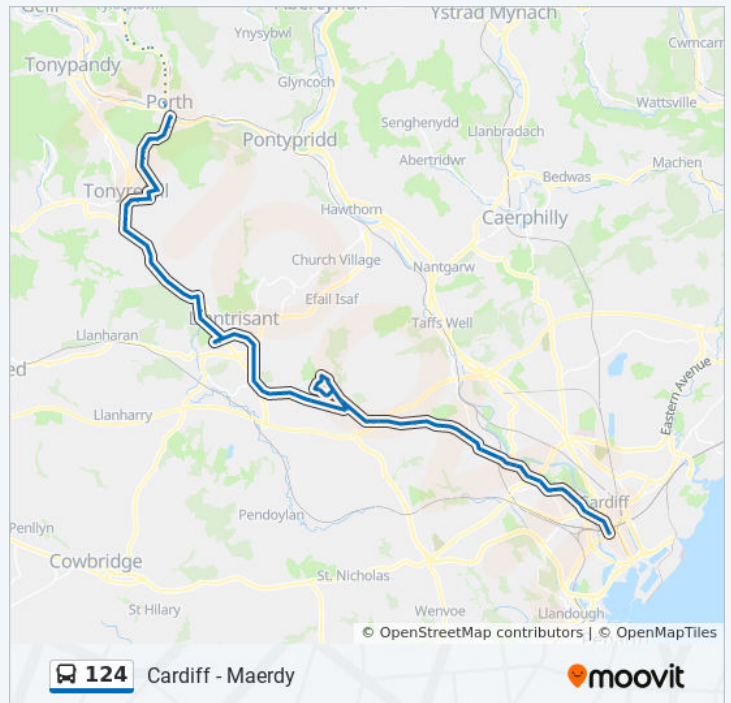 Ystrad Mynach
Ynysybwl
Cwmcarn
Tonypandy
Glyncoch
Porth
Wattsville
Senghenydd
Llanbradach
Pontypridd
Abertridwr
Machen
Bedwas
Hawthorn
Caerphilly
Church Village
Nantgarw
Efail Isaf
Llantrisant
Taffs Well
Llanharan
Eastern Avenue
Llanharry
Cardiff
Pendoylan
Penllyn
Cowbridge
St. Nicholas
St Hilary
Wenvoe
Llandough
© OpenStreetMap contributors | © OpenMapTiles
124 Cardiff - Maerdy
moovit